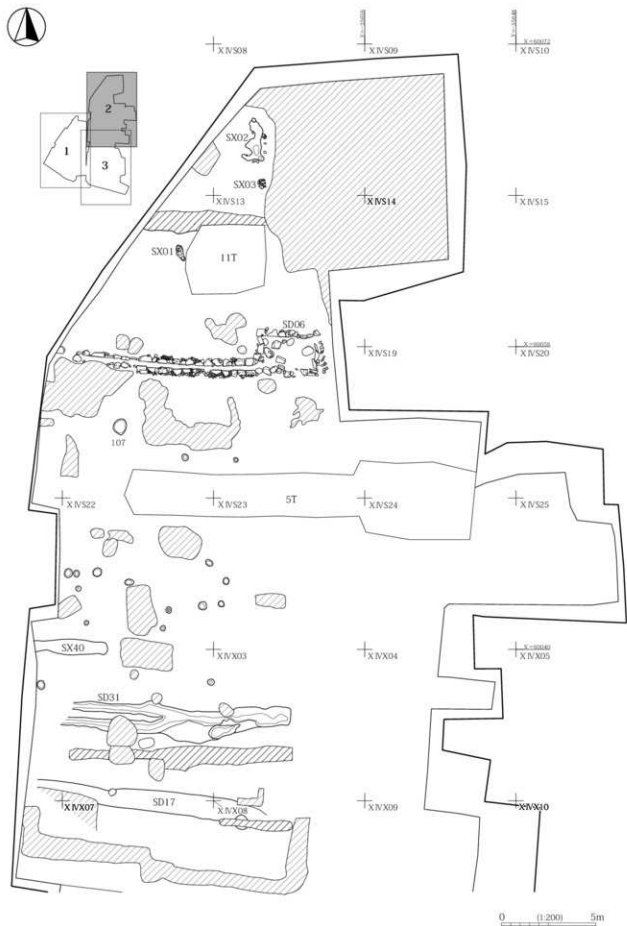 XIVS08
XIVS09
XIVS10
X=60072
2
1
3
SX02
SX03
XIVS13
XIVS14
XIVS15
SX01
11T
SD06
XIVS19
XIVS20
107
XIVS22
XIVS23
5T
XIVS24
XIVS25
SX40
XIVX03
XIVX04
XIVX05
SD31
SD17
XIVX07
XIVX08
XIVX09
XIVX10
0 (1:200) 5m